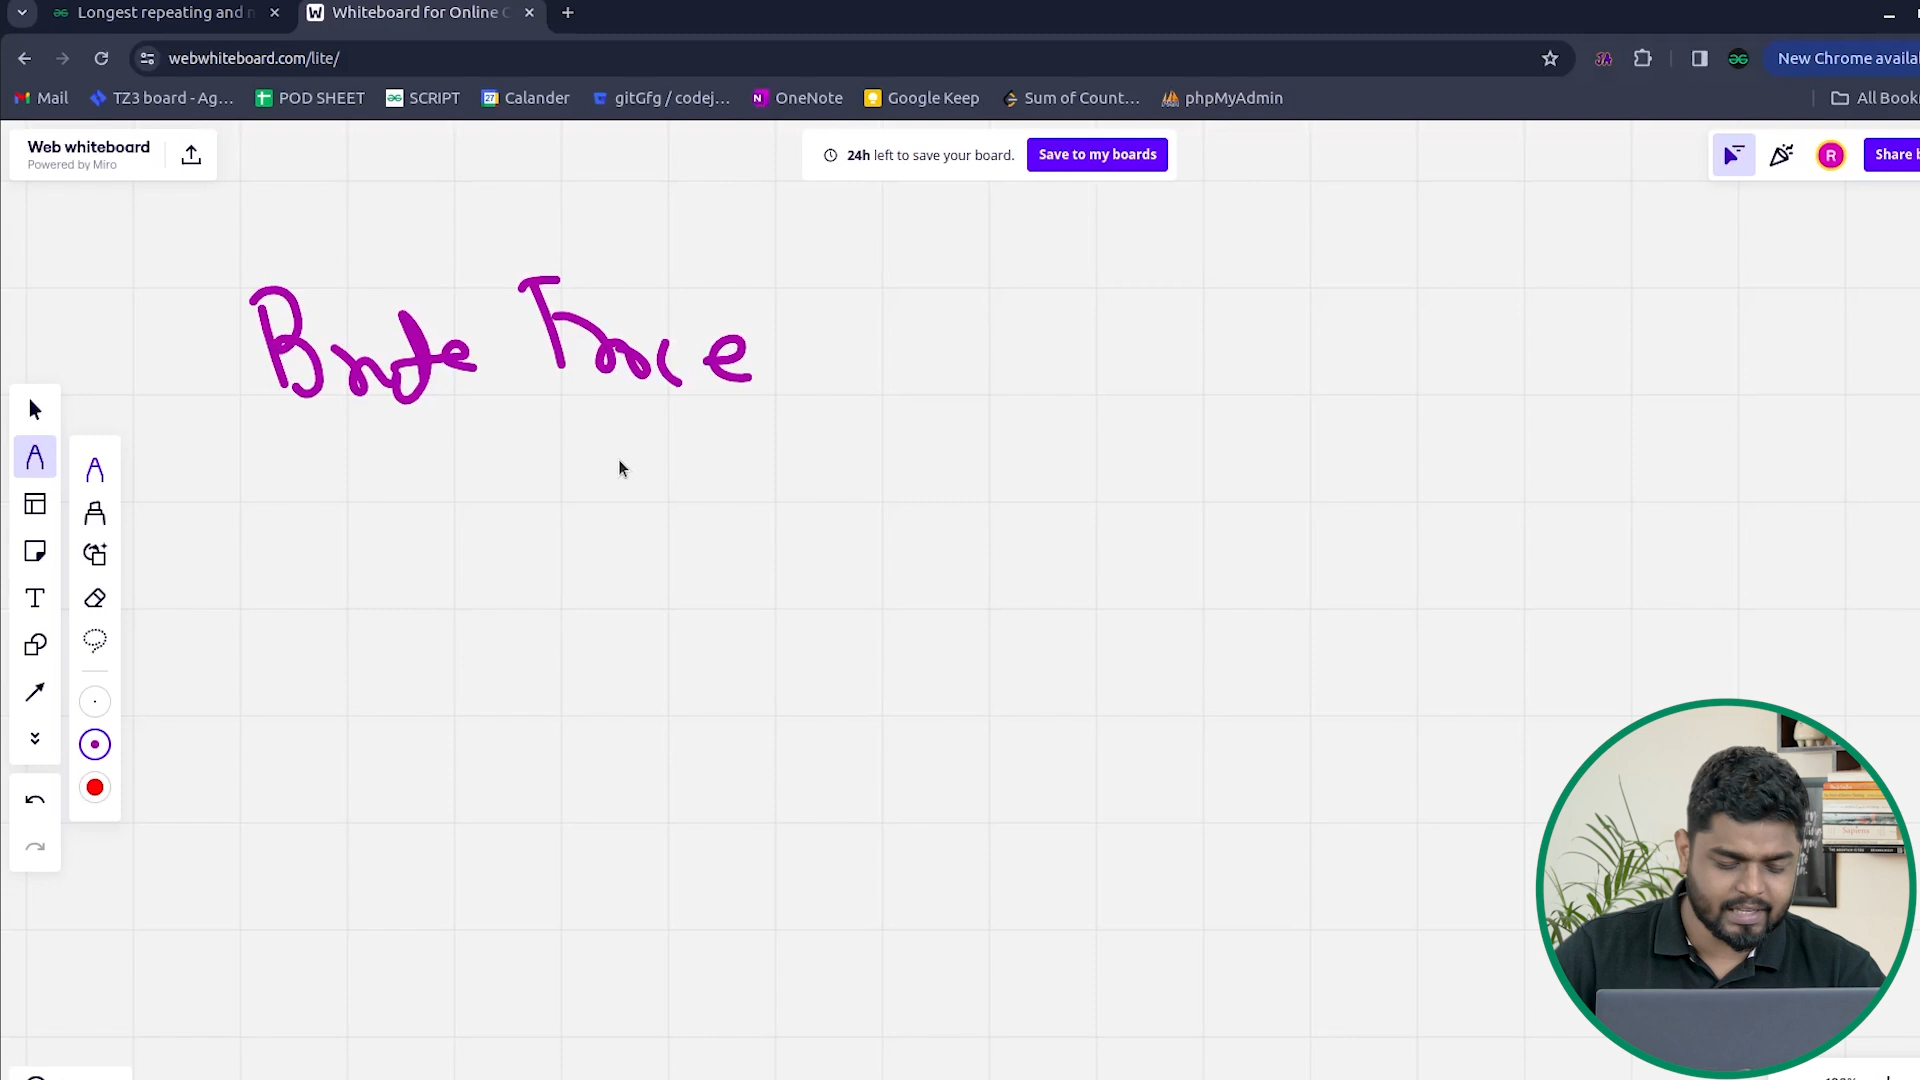 Longest repeating and n
Whiteboard for Online C
webwhiteboard.com/lite/
New Chrome availa
Mail
TZ3 board - Ag...
POD SHEET
SCRIPT
Calander
gitGfg / codej...
OneNote
Google Keep
Sum of Count...
phpMyAdmin
All Book
Web whiteboard
Powered by Miro
24h left to save your board.
Save to my boards
R
Share b
Brute Force
Sapiens